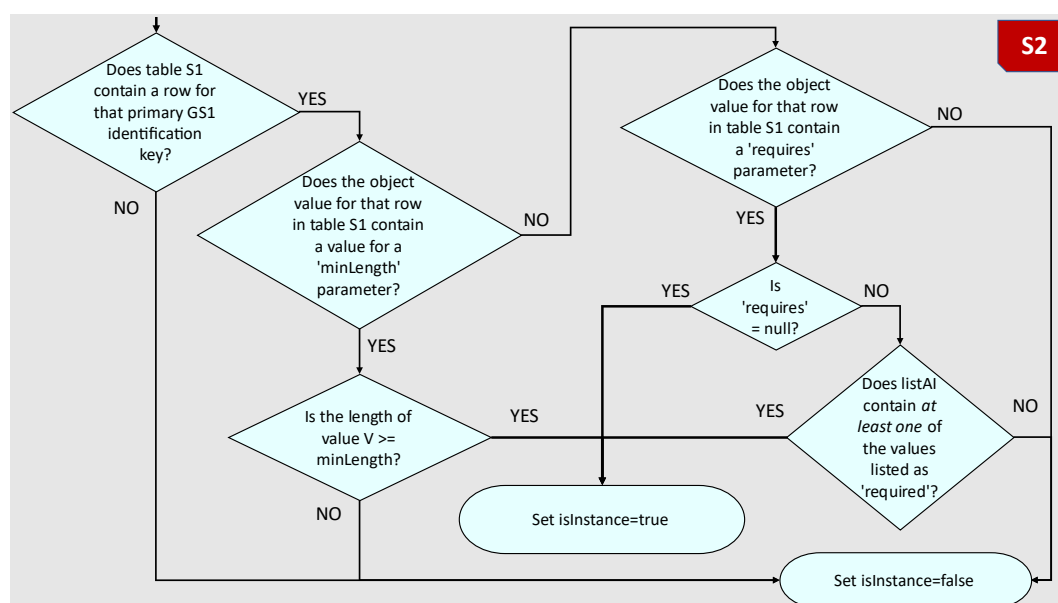 S2
Does table S1
contain a row for
that primary GS1
identification
key?
YES
NO
Does the object
value for that row
in table S1 contain
a value for a
'minLength'
parameter?
NO
YES
Does the object
value for that row
in table S1 contain
a 'requires'
parameter?
NO
YES
Is
'requires'
= null?
YES
NO
Is the length of
value V >=
minLength?
YES
NO
Does listAI
contain at
least one of
the values
listed as
'required'?
YES
NO
Set isInstance=true
Set isInstance=false